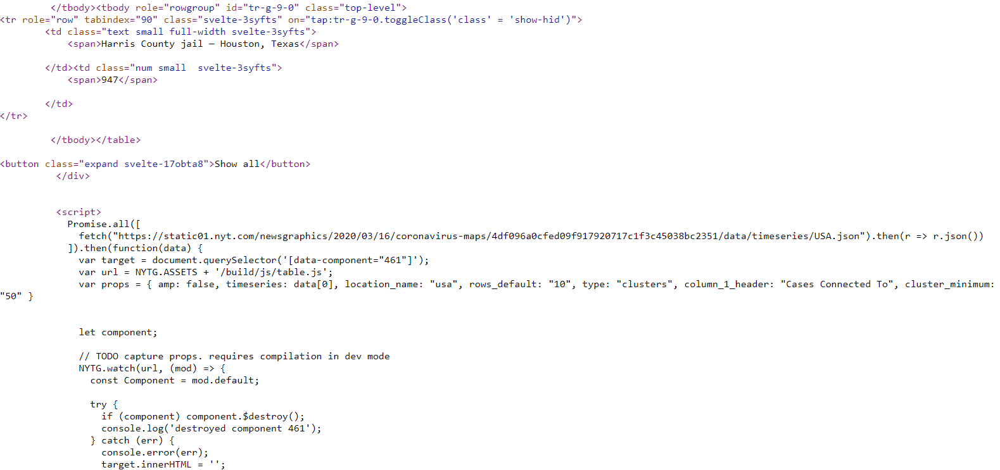 </tbody><tbody role="rowgroup" id="tr-g-9-0" class="top-level">
<tr role="row" tabindex="90" class="svelte-3syfts" on="tap:tr-g-9-0.toggleClass('class' = 'show-hid')">
<td class="text small full-width svelte-3syfts">
<span>Harris County jail — Houston, Texas</span>
</td><td class="num small  svelte-3syfts">
<span>947</span>
</td>
</tr>
</tbody></table>
<button class="expand svelte-17obta8">Show all</button>
</div>
<script>
Promise.all([
fetch("https://static01.nyt.com/newsgraphics/2020/03/16/coronavirus-maps/4df096a0cfed09f917920717c1f3c45038bc2351/data/timeseries/USA.json").then(r => r.json())
]).then(function(data) {
var target = document.querySelector('[data-component="461"]');
var url = NYTG.ASSETS + '/build/js/table.js';
var props = { amp: false, timeseries: data[0], location_name: "usa", rows_default: "10", type: "clusters", column_1_header: "Cases Connected To", cluster_minimum:
"50" }
let component;
// TODO capture props. requires compilation in dev mode
NYTG.watch(url, (mod) => {
const Component = mod.default;
try {
if (component) component.$destroy();
console.log('destroyed component 461');
} catch (err) {
console.error(err);
target.innerHTML = '';